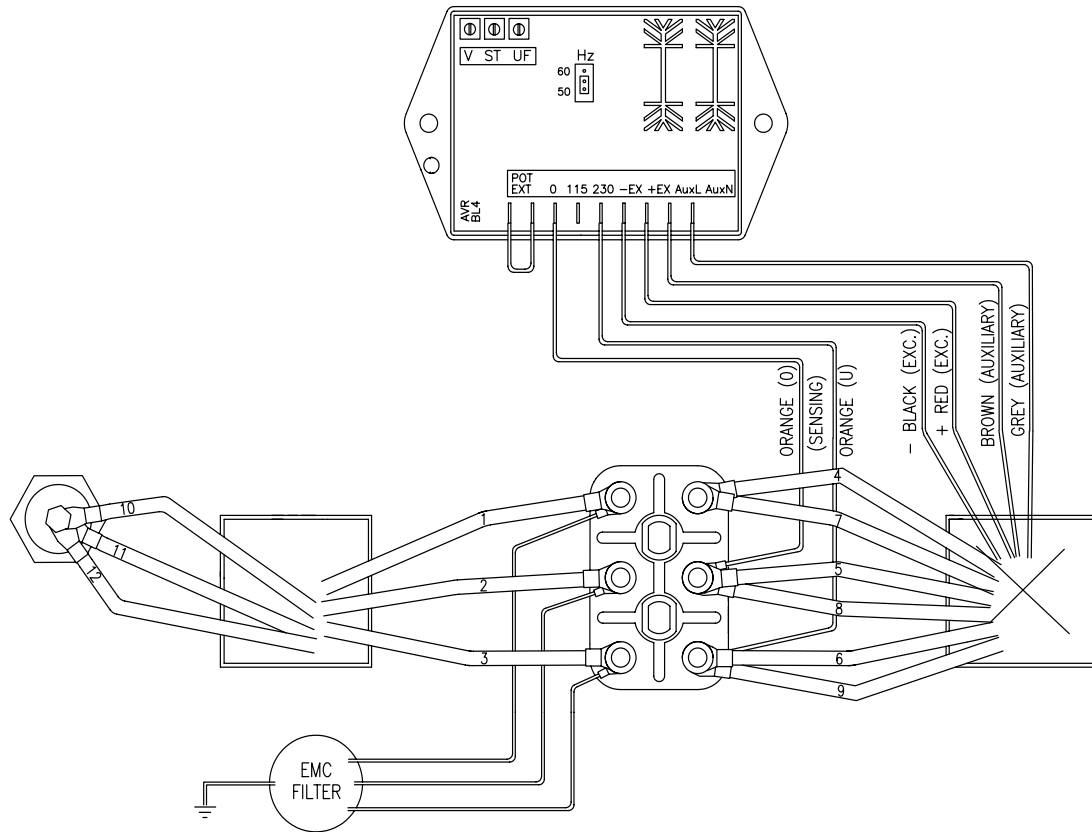 V ST UF
Hz
60
50
POT
EXT 0 115 230 -EX +EX AuxL AuxN
AVR
BL4
ORANGE (0)
(SENSING)
ORANGE (U)
- BLACK (EXC.)
+ RED (EXC.)
BROWN (AUXILIARY)
GREY (AUXILIARY)
10
11
12
1
2
3
4
7
5
8
6
9
EMC
FILTER